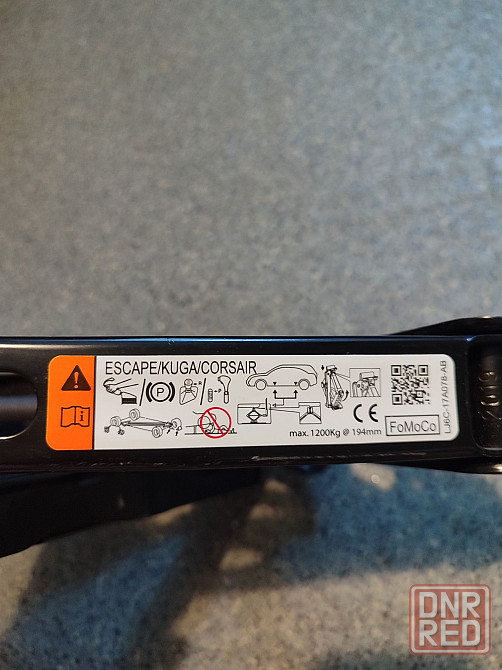 ESCAPE/KUGA/CORSAIR
P
max. 1200Kg @ 194mm
CE
FoMoCo
LJ6C-17A078-AB
DNR
RED